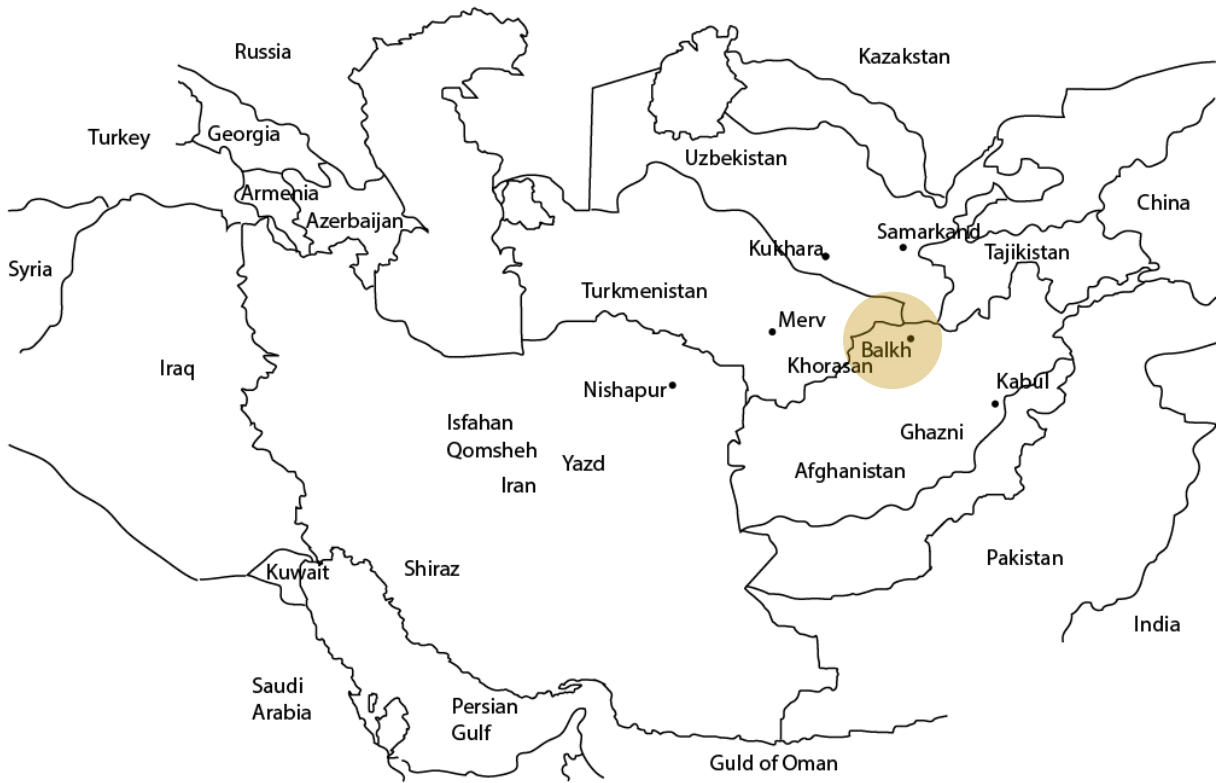 Russia
Kazakstan
Turkey
Georgia
Uzbekistan
Armenia
Azerbaijan
China
Samarkand
Kukhara
Tajikistan
Syria
Turkmenistan
Merv
Balkh
Iraq
Khorasan
Nishapur
Kabul
Isfahan
Qomsheh
Yazd
Ghazni
Iran
Afghanistan
Kuwait
Shiraz
Pakistan
India
Saudi
Arabia
Persian
Gulf
Guld of Oman